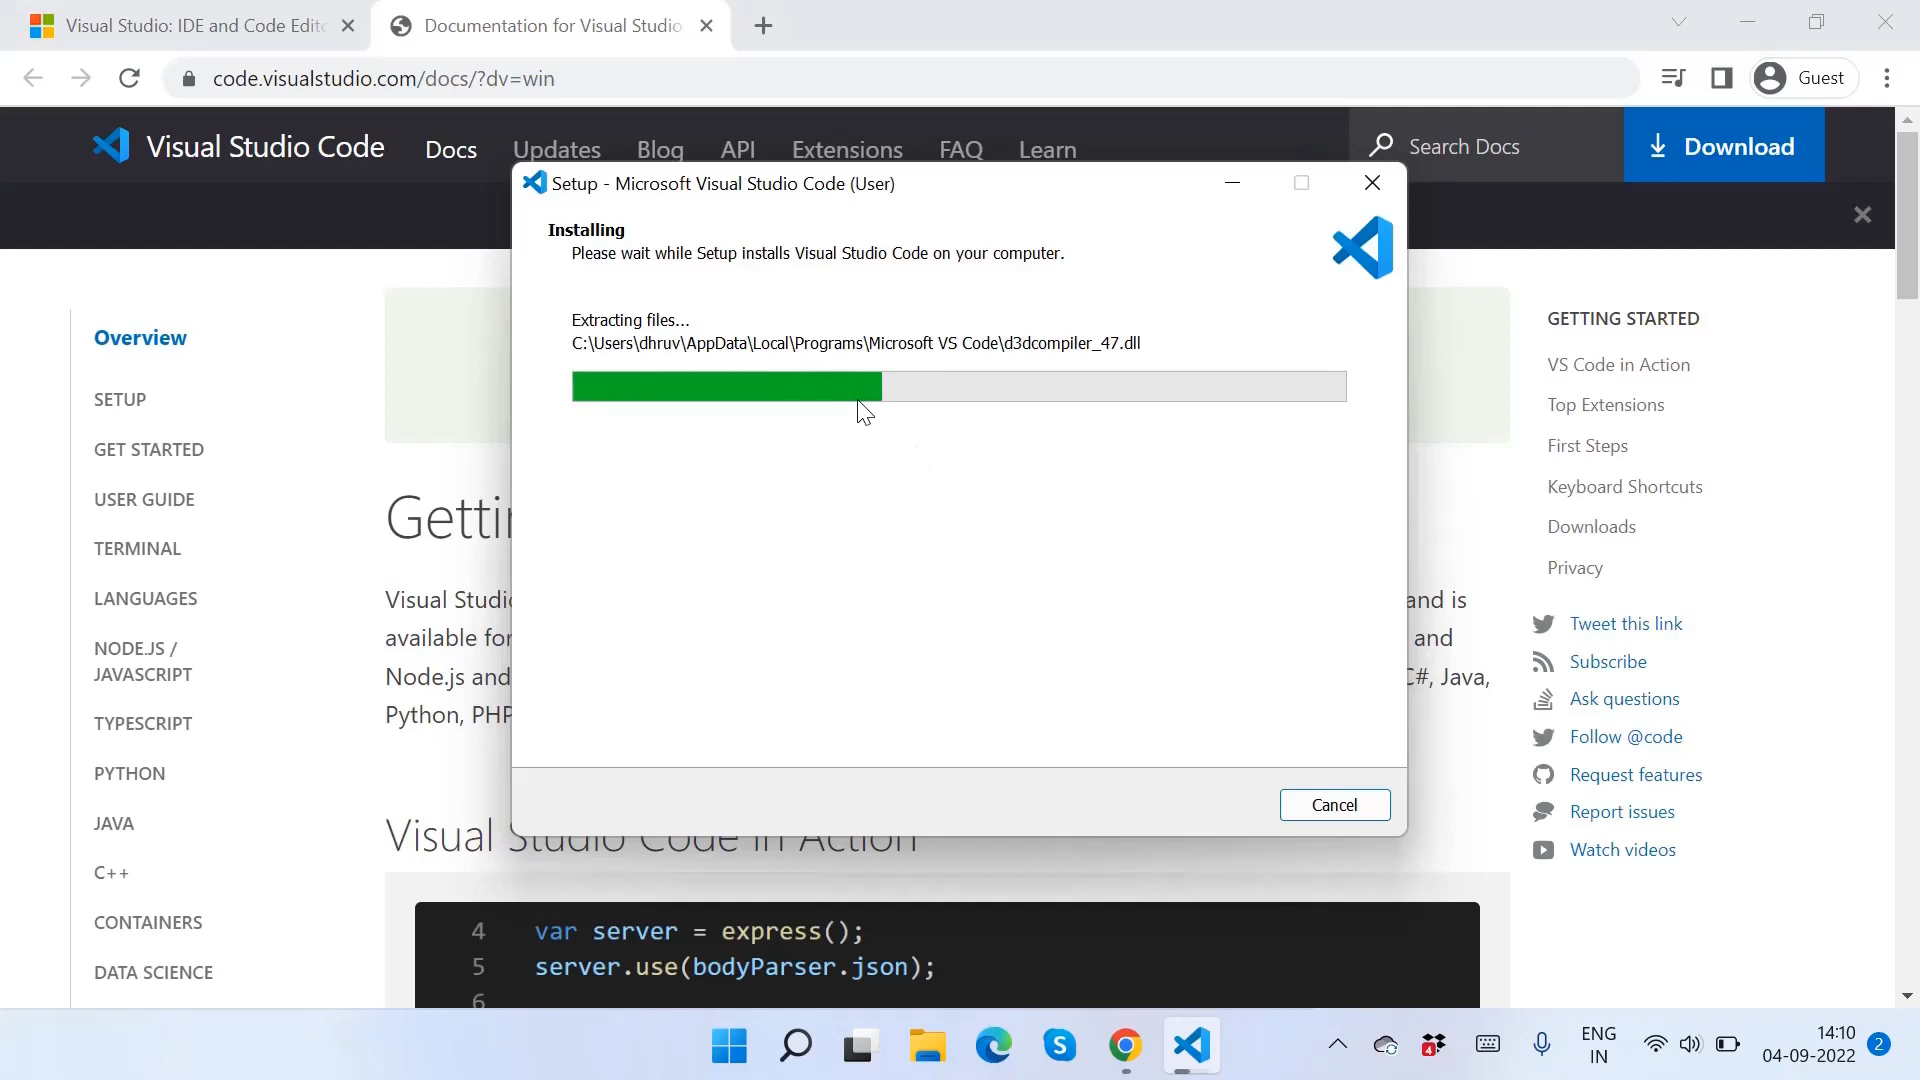 Visual Studio: IDE and Code Edito
Documentation for Visual Studio
code.visualstudio.com/docs/?dv=win
Guest
Visual Studio Code
Docs
Updates
Blog
API
Extensions
FAQ
Learn
Search Docs
Download
Setup - Microsoft Visual Studio Code (User)
Installing
Please wait while Setup installs Visual Studio Code on your computer.
Extracting files...
C:\Users\dhruv\AppData\Local\Programs\Microsoft VS Code\d3dcompiler_47.dll
Cancel
Overview
SETUP
GET STARTED
USER GUIDE
TERMINAL
LANGUAGES
NODE.JS /
JAVASCRIPT
TYPESCRIPT
PYTHON
JAVA
C++
CONTAINERS
DATA SCIENCE
Getti
Visual Studi and is
available for and
Node.js and C#, Java,
Python, PHP
Visual Studio Code in Action
4 var server = express();
5 server.use(bodyParser.json);
6
GETTING STARTED
VS Code in Action
Top Extensions
First Steps
Keyboard Shortcuts
Downloads
Privacy
Tweet this link
Subscribe
Ask questions
Follow @code
Request features
Report issues
Watch videos
4
ENG
IN
14:10
04-09-2022
2